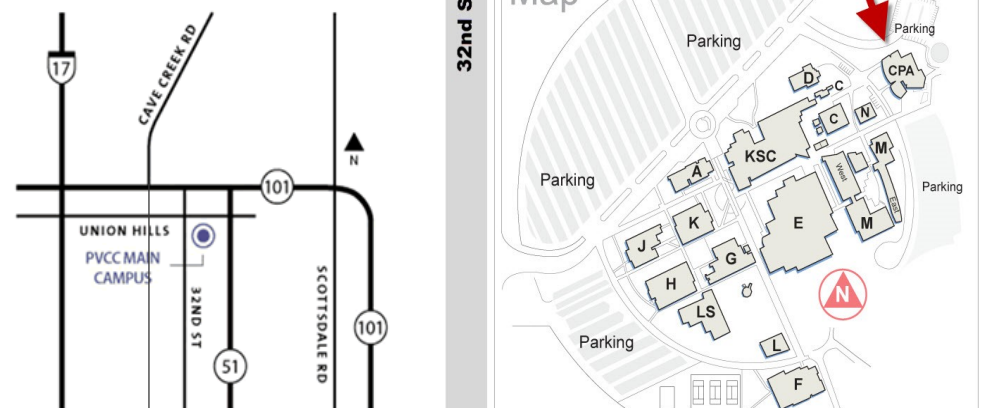 17
CAVE CREEK RD
N
101
UNION HILLS
PVCC MAIN
CAMPUS
32ND ST
51
SCOTTSDALE RD
101
32nd S
Map
Parking
Parking
CPA
D
C
C
N
KSC
M
West
East
A
Parking
Parking
K
E
M
J
G
H
N
LS
Parking
L
F